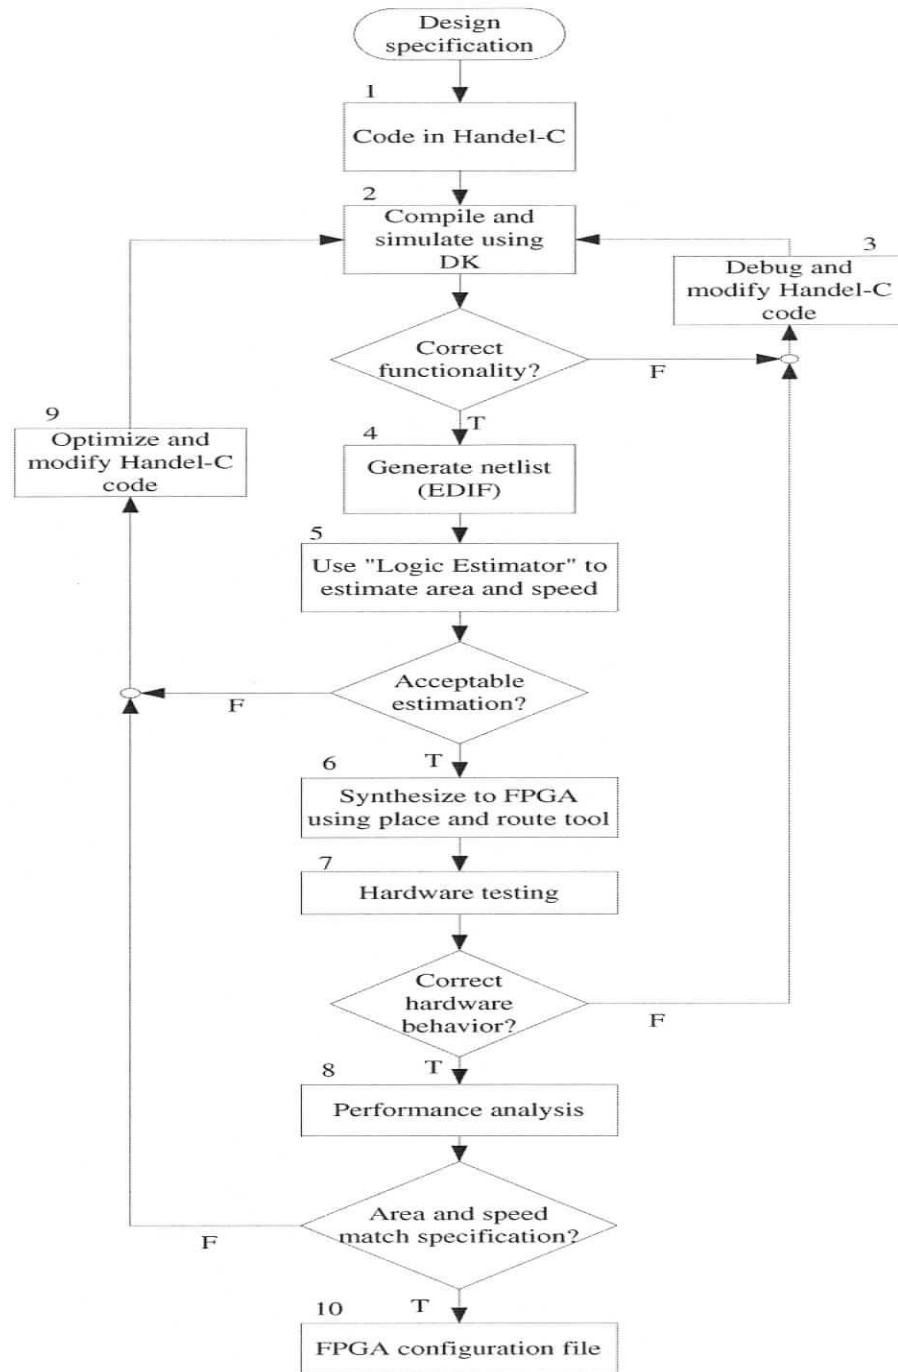 Design
specification
1
Code in Handel-C
2
Compile and
simulate using
DK
3
Debug and
modify Handel-C
code
Correct
functionality?
F
T
9
Optimize and
modify Handel-C
code
4
Generate netlist
(EDIF)
5
Use "Logic Estimator" to
estimate area and speed
Acceptable
estimation?
F
T
6
Synthesize to FPGA
using place and route tool
7
Hardware testing
Correct
hardware
behavior?
F
T
8
Performance analysis
Area and speed
match specification?
F
T
10
FPGA configuration file